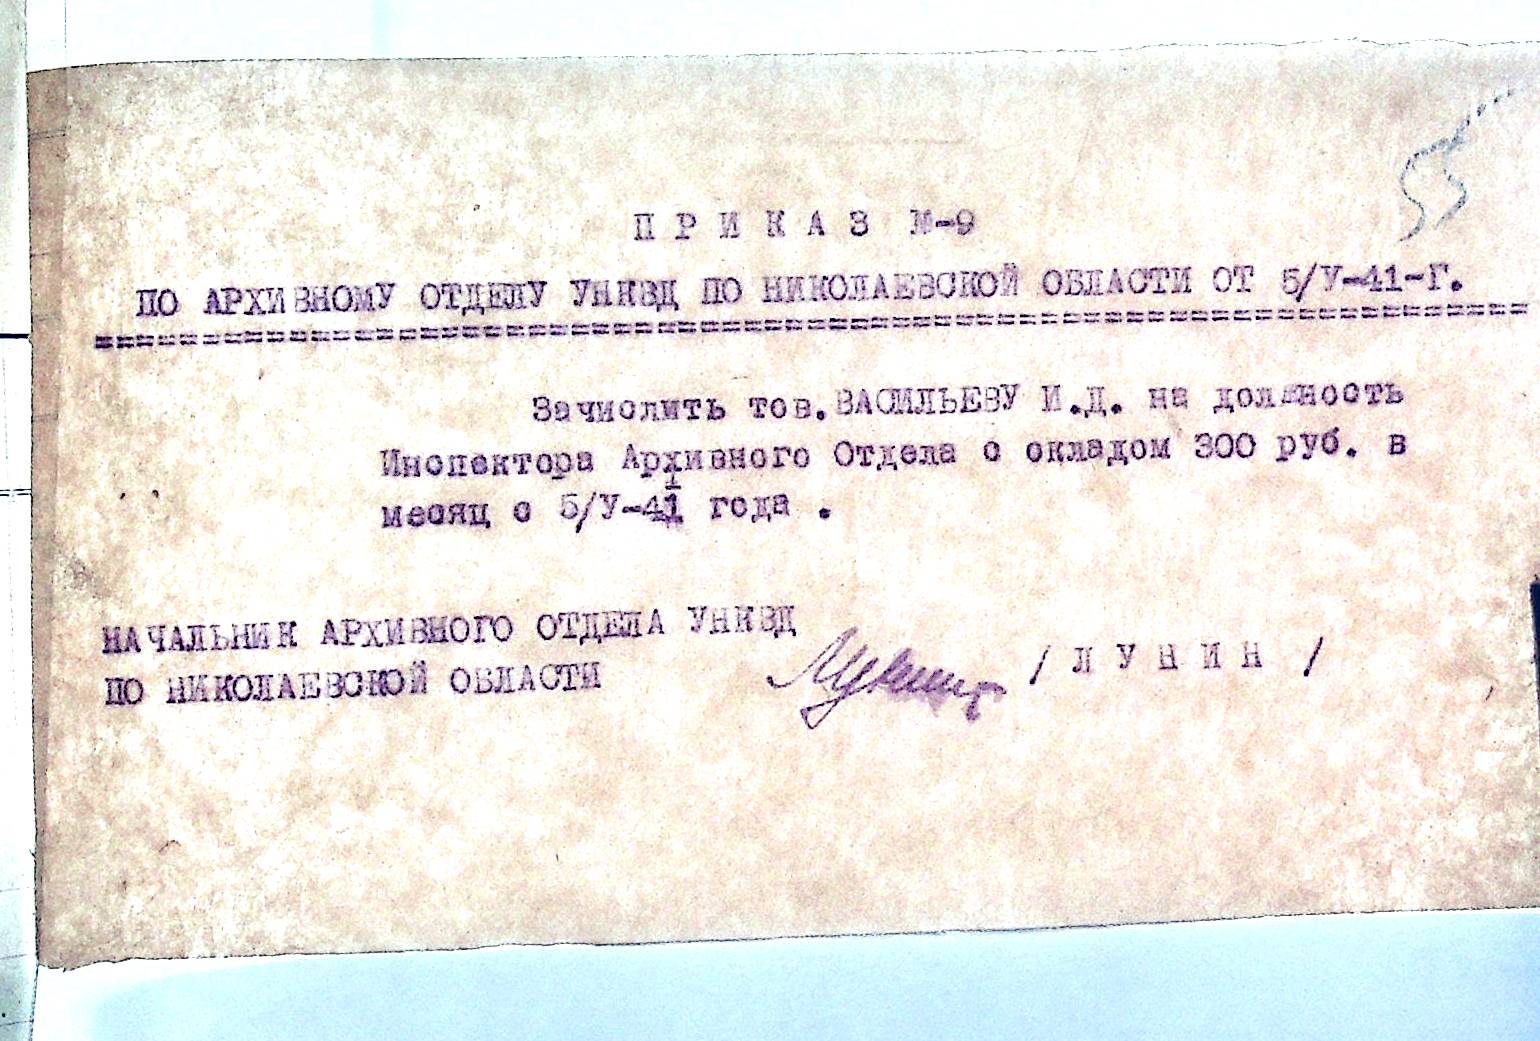 55
П Р И К А З №-9
ПО АРХИВНОМУ ОТДЕЛУ УНКВД ПО НИКОЛАЕВСКОЙ ОБЛАСТИ ОТ 5/У-41-Г.
Зачислить тов.ВАСИЛЬЕВУ И.Д. на должность
Инспектора Архивного Отдела с окладом 300 руб. в
месяц с 5/У-41 года .
НАЧАЛЬНИК АРХИВНОГО ОТДЕЛА УНКВД
ПО НИКОЛАЕВСКОЙ ОБЛАСТИ
Лунин / Л У Н И Н /